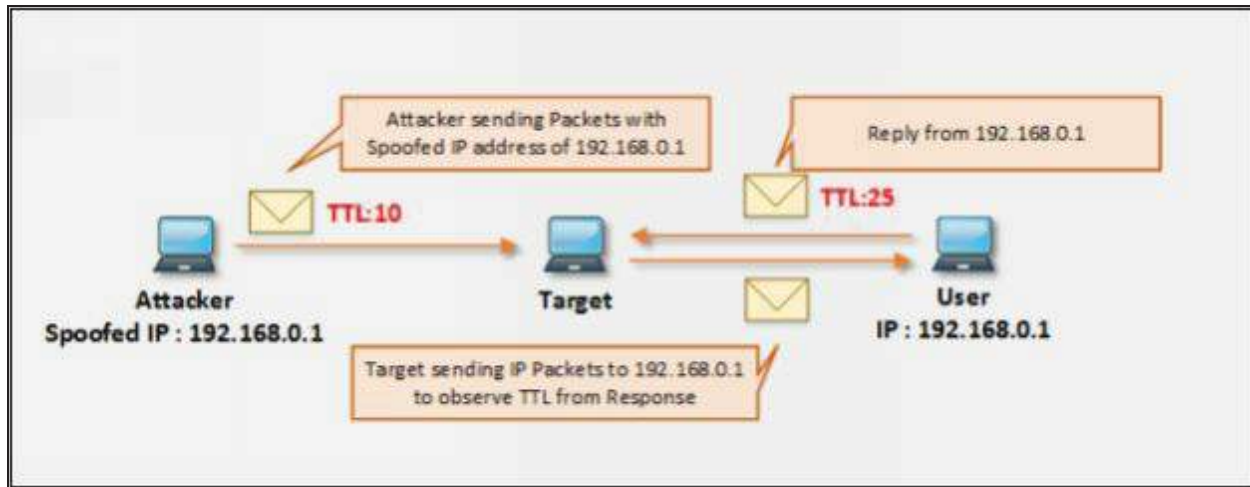 Attacker sending Packets with
Spoofed IP address of 192.168.0.1
Reply from 192.168.0.1
TTL:10
TTL:25
Attacker
Spoofed IP : 192.168.0.1
Target
User
IP : 192.168.0.1
Target sending IP Packets to 192.168.0.1
to observe TTL from Response